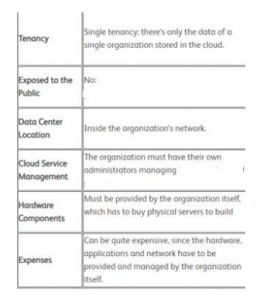 Tenancy
Single tenancy: there's only the data of a
single organization stored in the cloud.
Exposed to the
Public
No:
Data Center
Location
Inside the organization's network.
Cloud Service
Management
The organization must have their own
administrators managing
Hardware
Components
Must be provided by the organization itself,
which has to buy physical servers to build
Expenses
Can be quite expensive, since the hardware,
applications and network have to be
provided and managed by the organization
itself.